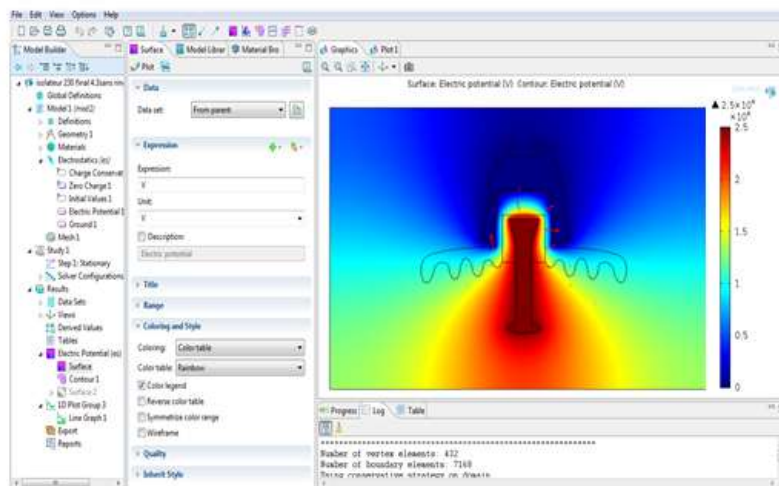 File Edit View Options Help
Model Builder
isolateur 230 final 4.3sans
Global Definitions
Model 1 (mod2)
Definitions
Geometry 1
Materials
Electrostatics (es)
Charge Conservat
Zero Charge 1
Initial Values 1
Electric Potential 1
Ground 1
Mesh 1
Study 1
Step 1: Stationary
Solver Configurations
Results
Data Sets
Views
Derived Values
Tables
Electric Potential (es)
Surface
Contour 1
Surface 2
1D Plot Group 3
Line Graph 1
Export
Reports
Surface Model Librar Material Bro
Plot
Data
Data set: From parent
Expression
Expression:
V
Unit:
V
Description:
Electric potential
Title
Range
Coloring and Style
Coloring: Color table
Color table: Rainbow
Color legend
Reverse color table
Symmetrize color range
Wireframe
Quality
Inherit Style
Graphics Plot 1
Surface: Electric potential (V) Contour: Electric potential (V)
2.5
2
1.5
1
0.5
0
Progress Log Table
Number of vertex elements: 432
Number of boundary elements: 7168
Using conservative strategy on domain